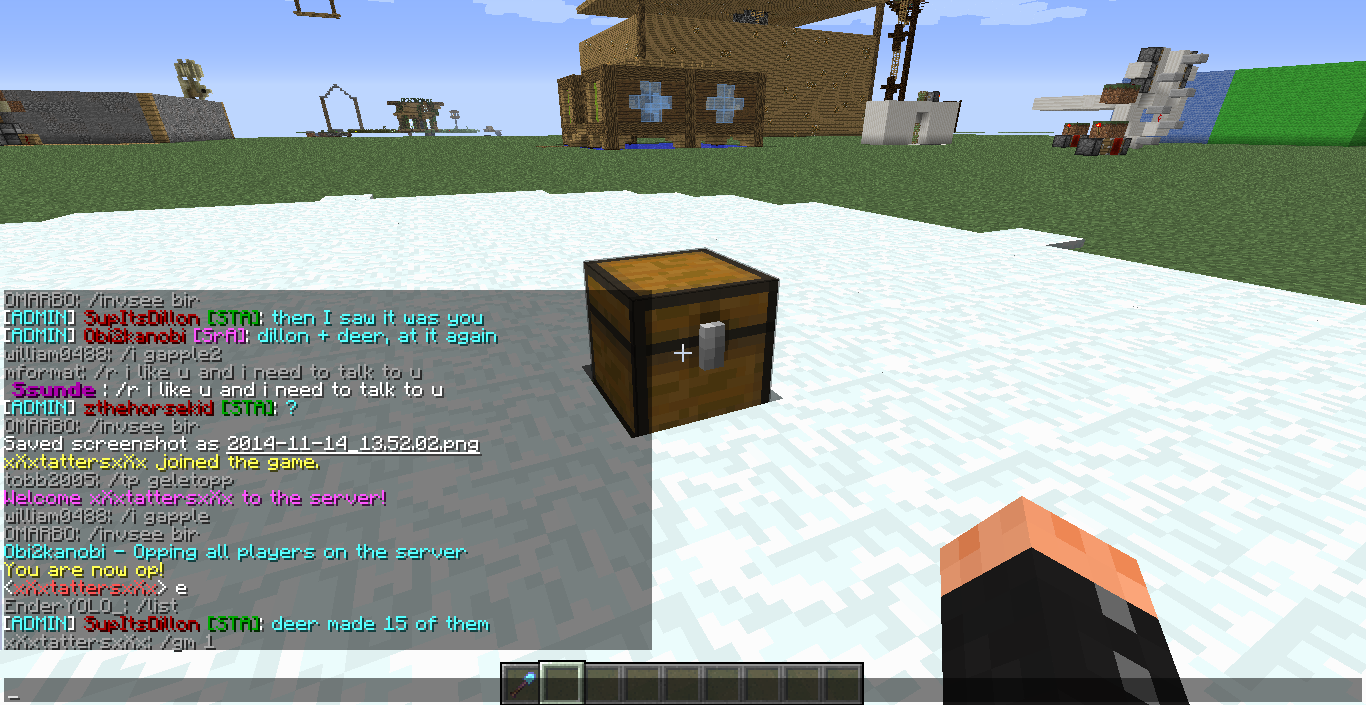 OMARBO: /invsee bir
[ADMIN] SupItsDillon [STA]: then I saw it was you
[ADMIN] Obi2kanobi [SrA]: dillon + deer, at it again
william0488: /i gapple2
mformat: /r i like u and i need to talk to u
Ssunde : /r i like u and i need to talk to u
[ADMIN] zthehorsekid [STA]: ?
OMARBO: /invsee bir
Saved screenshot as 2014-11-14_13.52.02.png
xXxtattersxXx joined the game.
tobb2005: /tp geletopp
Welcome xXxtattersxXx to the server!
william0488: /i gapple
OMARBO: /invsee bir
Obi2kanobi - Opping all players on the server
You are now op!
<xXxtattersxXx> e
EnderYOLO_: /list
[ADMIN] SupItsDillon [STA]: deer made 15 of them
xXxtattersxXx: /gm 1
_